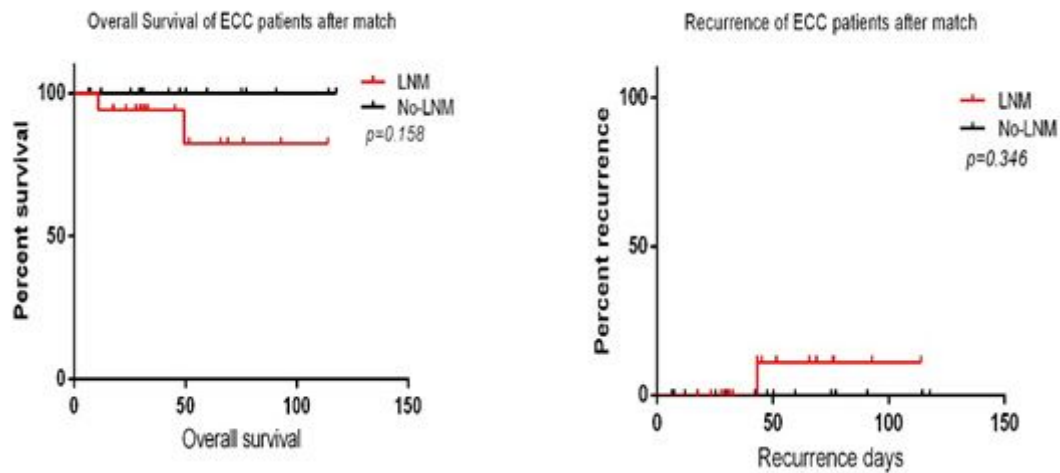 Overall Survival of ECC patients after match
LNM
No-LNM
p=0.158
Percent survival
100
50
0
0 50 100 150
Overall survival
Recurrence of ECC patients after match
LNM
No-LNM
p=0.346
Percent recurrence
100
50
0
0 50 100 150
Recurrence days